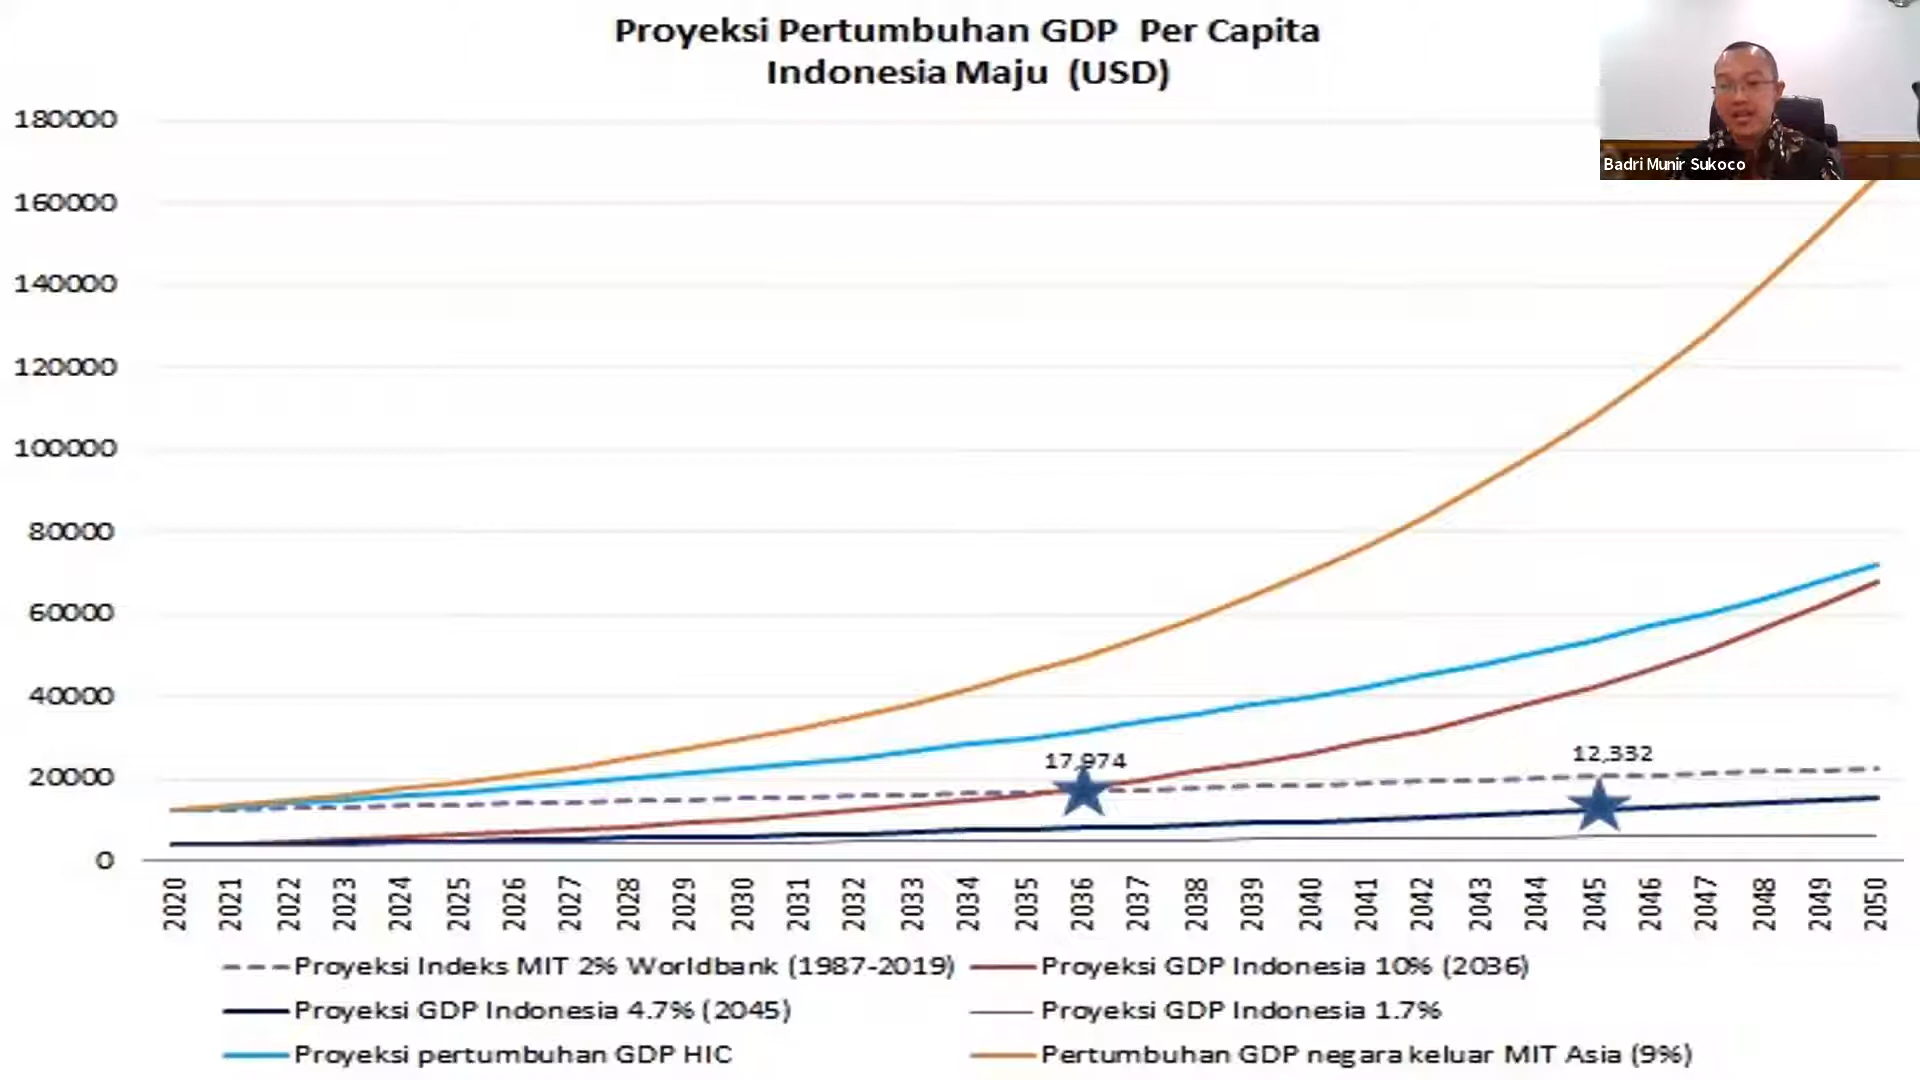 Proyeksi Pertumbuhan GDP Per Capita
Indonesia Maju (USD)
Badri Munir Sukoco
180000
160000
140000
120000
100000
80000
60000
40000
20000
0
17,974
12,332
2020 2021 2022 2023 2024 2025 2026 2027 2028 2029 2030 2031 2032 2033 2034 2035 2036 2037 2038 2039 2040 2041 2042 2043 2044 2045 2046 2047 2048 2049 2050
Proyeksi Indeks MIT 2% Worldbank (1987-2019)
Proyeksi GDP Indonesia 10% (2036)
Proyeksi GDP Indonesia 4.7% (2045)
Proyeksi GDP Indonesia 1.7%
Proyeksi pertumbuhan GDP HIC
Pertumbuhan GDP negara keluar MIT Asia (9%)